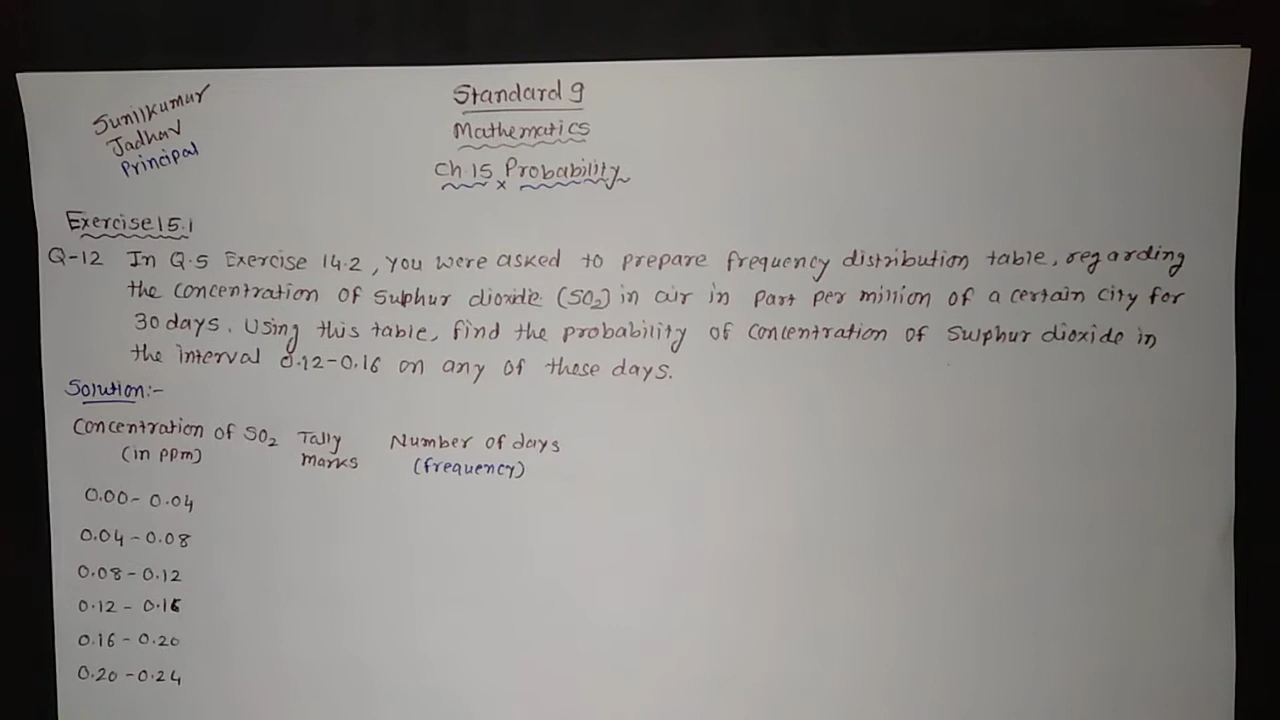 Sunilkumar
Jadhav
Principal
Standard 9
Mathematics
Ch.15 Probability
Exercise 15.1
Q-12 In Q.5 Exercise 14.2, you were asked to prepare frequency distribution table, regarding
the concentration of Sulphur dioxide (SO₂) in air in part per million of a certain city for
30 days. Using this table, find the probability of concentration of Sulphur dioxide in
the interval 0.12-0.16 on any of these days.
Solution:-
Concentration of SO₂ Tally Number of days
(in ppm) marks (frequency)
0.00- 0.04
0.04 - 0.08
0.08 - 0.12
0.12 - 0.16
0.16 - 0.20
0.20 - 0.24